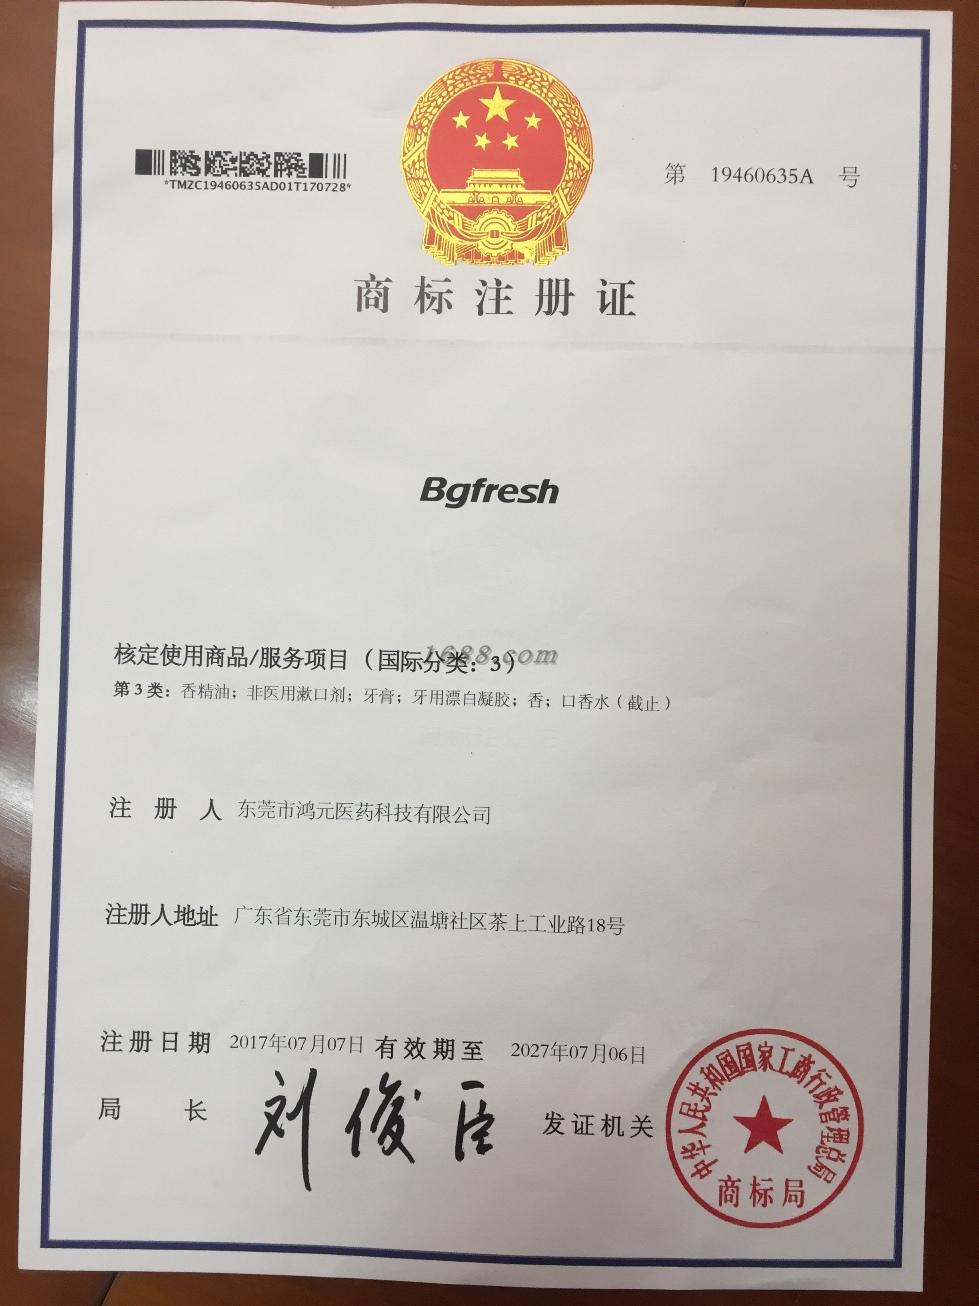 *TMZC19460635AD01T170728*
第 19460635A 号
商标注册证
Bgfresh
1688.com
核定使用商品/服务项目（国际分类：3）
第3类：香精油；非医用漱口剂；牙膏；牙用漂白凝胶；香；口香水（截止）
注册人 东莞市鸿元医药科技有限公司
注册人地址 广东省东莞市东城区温塘社区茶上工业路18号
注册日期 2017年07月07日 有效期至 2027年07月06日
局长 刘俊臣 发证机关
中华人民共和国国家工商行政管理总局
商标局